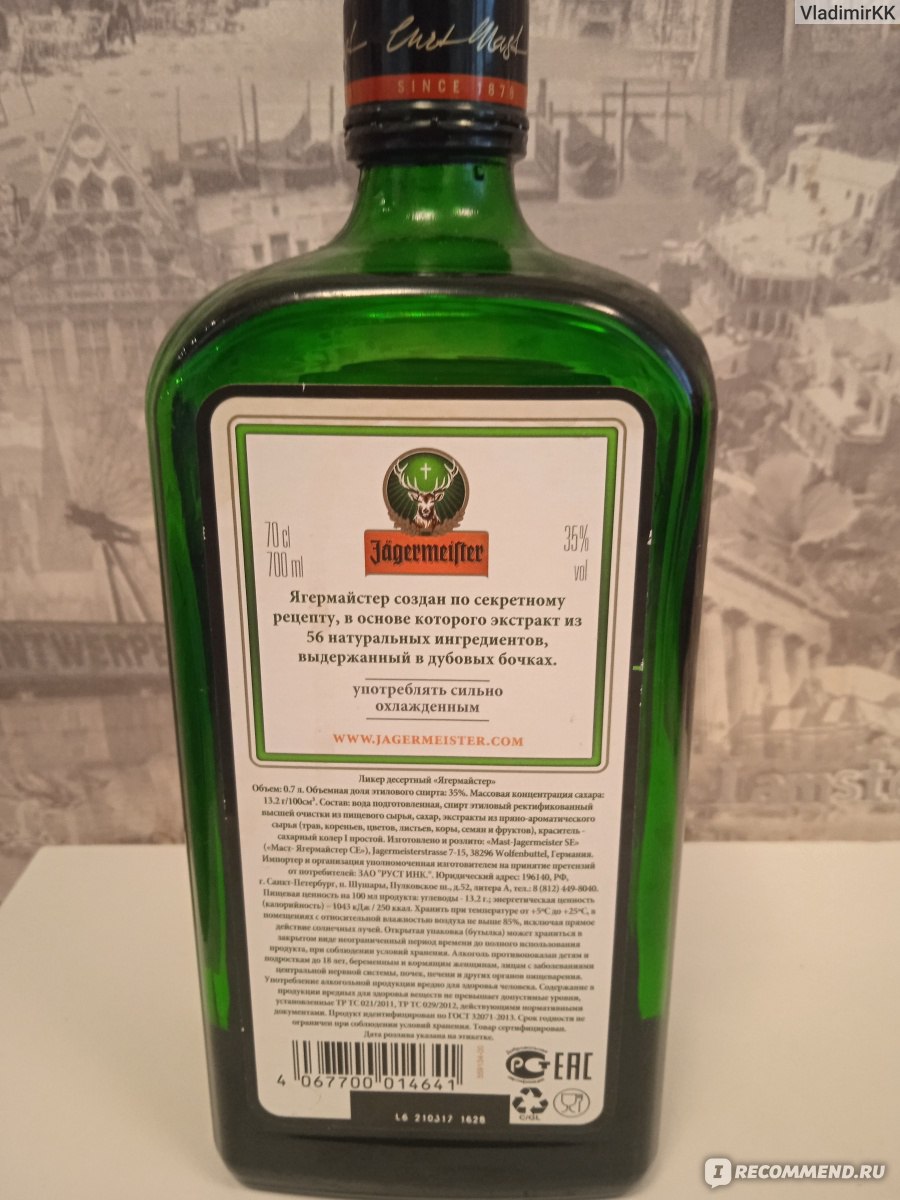 VladimirKK
Curt Mast
SINCE 1878
70 cl
700 ml
35%
vol
Jägermeister
Ягермайстер создан по секретному
рецепту, в основе которого экстракт из
56 натуральных ингредиентов,
выдержанный в дубовых бочках.
употреблять сильно
охлажденным
WWW.JAGERMEISTER.COM
Ликер десертный «Ягермайстер»
Объем: 0.7 л. Объемная доля этилового спирта: 35%. Массовая концентрация сахара:
13.2 г/100см³. Состав: вода подготовленная, спирт этиловый ректификованный
высшей очистки из пищевого сырья, сахар, экстракты из пряно-ароматического
сырья (трав, кореньев, цветов, листьев, коры, семян и фруктов), краситель -
сахарный колер I простой. Изготовлено и розлито: «Mast-Jagermeister SE»
(«Маст- Ягермайстер СЕ»), Jagermeisterstrasse 7-15, 38296 Wolfenbuttel, Германия.
Импортер и организация уполномоченная изготовителем на принятие претензий
от потребителей: ЗАО "РУСТ ИНК.". Юридический адрес: 196140, РФ,
г. Санкт-Петербург, п. Шушары, Пулковское ш., д.52, литера А, тел.: 8 (812) 449-8040.
Пищевая ценность на 100 мл продукта: углеводы - 13.2 г.; энергетическая ценность
(калорийность) – 1043 кДж / 250 ккал. Хранить при температуре от +5°С до +25°С, в
помещениях с относительной влажностью воздуха не выше 85%, исключая прямое
действие солнечных лучей. Открытая упаковка (бутылка) может храниться в
закрытом виде неограниченный период времени до полного использования
продукта, при соблюдении условий хранения. Алкоголь противопоказан детям и
подросткам до 18 лет, беременным и кормящим женщинам, лицам с заболеваниями
центральной нервной системы, почек, печени и других органов пищеварения.
Употребление алкогольной продукции вредно для здоровья человека. Содержание в
продукции вредных для здоровья веществ не превышает допустимые уровни,
установленные ТР ТС 021/2011, ТР ТС 029/2012, действующими нормативными
документами. Продукт идентифицирован по ГОСТ 32071-2013. Срок годности не
ограничен при соблюдении условий хранения. Товар сертифицирован.
Дата розлива указана на этикетке.
4 067700 014641
EAC
C/GL
L6 210317 1628
IRECOMMEND.RU